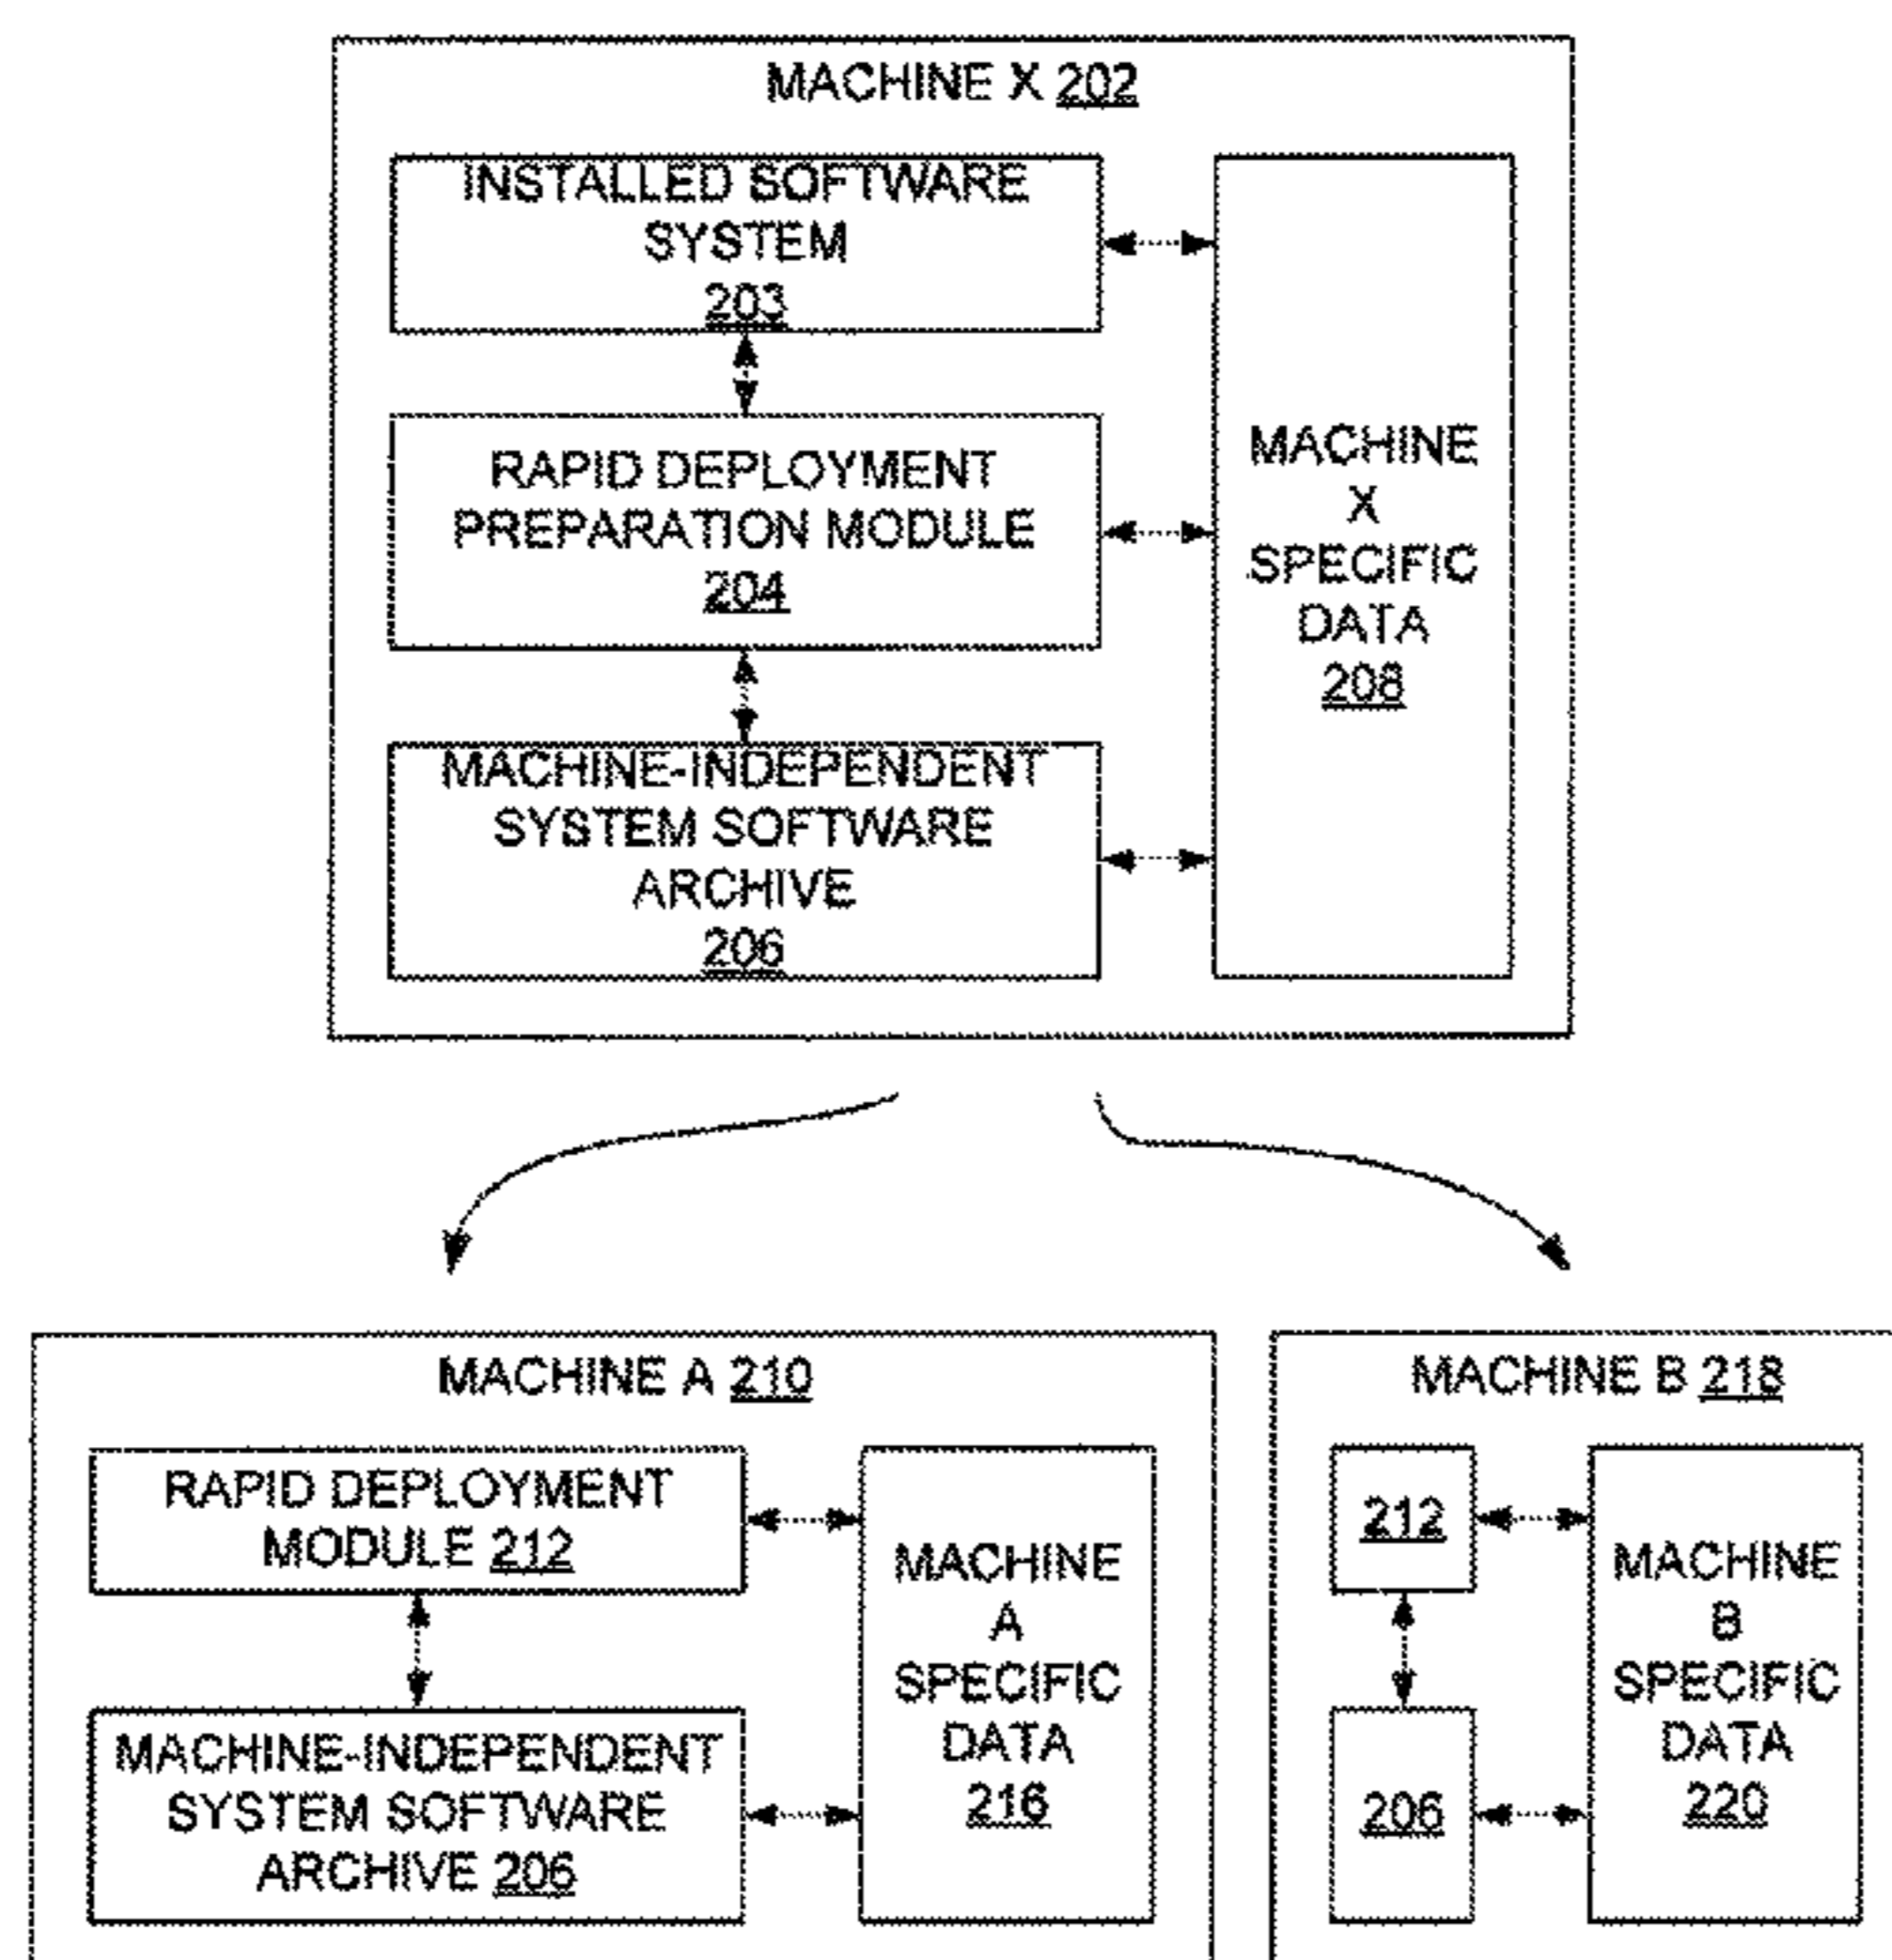 MACHINE X 202
INSTALLED SOFTWARE
SYSTEM
203
RAPID DEPLOYMENT
PREPARATION MODULE
204
MACHINE-INDEPENDENT
SYSTEM SOFTWARE
ARCHIVE
206
MACHINE
X
SPECIFIC
DATA
208
MACHINE A 210
RAPID DEPLOYMENT
MODULE 212
MACHINE-INDEPENDENT
SYSTEM SOFTWARE
ARCHIVE 206
MACHINE
A
SPECIFIC
DATA
216
MACHINE B 218
212
206
MACHINE
B
SPECIFIC
DATA
220